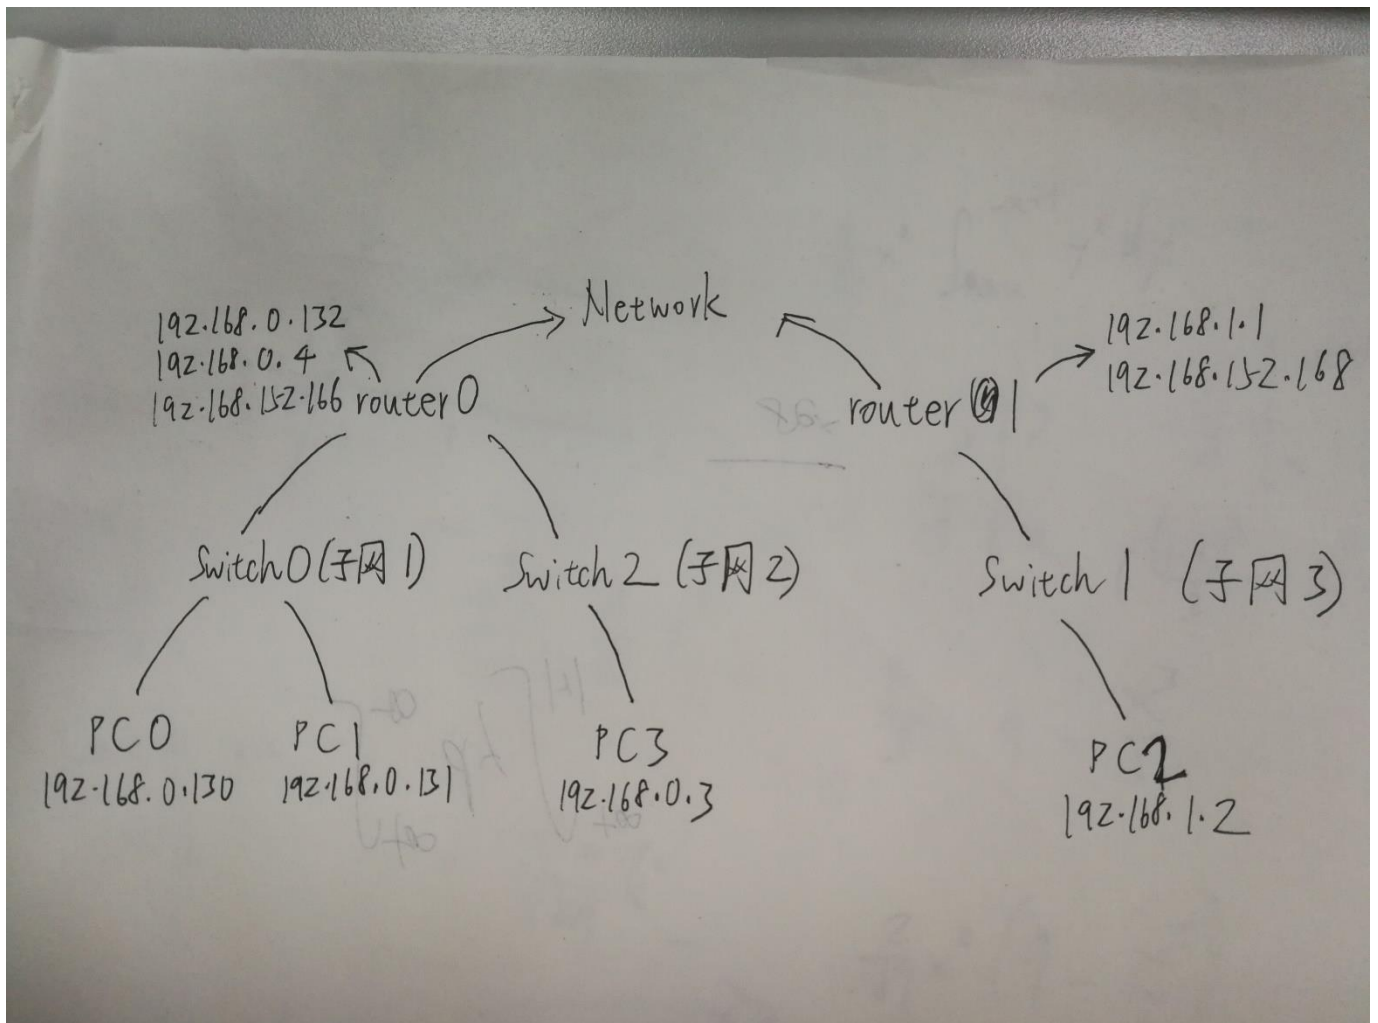 Network
192.168.0.132
192.168.0.4
192.168.152.166 router0
192.168.1.1
192.168.152.168
router 1
Switch0(子网1)
Switch2(子网2)
Switch1 (子网3)
PC0
192.168.0.130
PC1
192.168.0.131
PC3
192.168.0.3
PC2
192.168.1.2